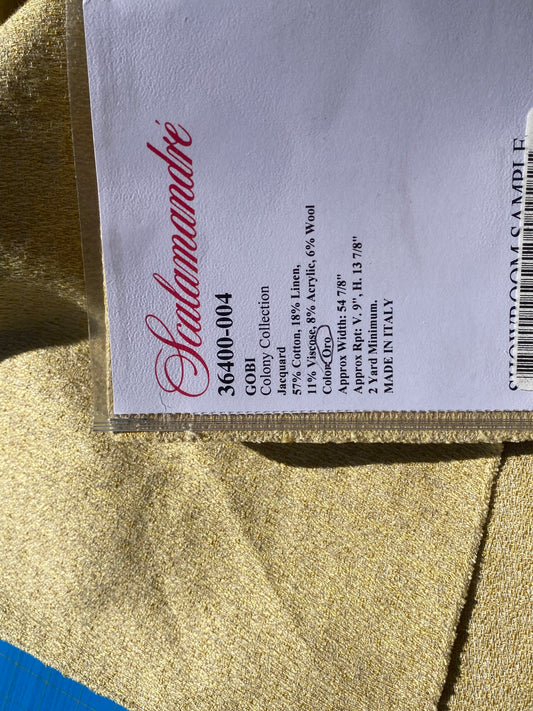 Scalamandré
36400-004
GOBI
Colony Collection
Jacquard
57% Cotton, 18% Linen,
11% Viscose, 8% Acrylic, 6% Wool
Color: Oro
Approx Width: 54 7/8"
Approx Rpt: V. 9", H. 13 7/8"
2 Yard Minimum.
MADE IN ITALY
SHOWROOM SAMPLE